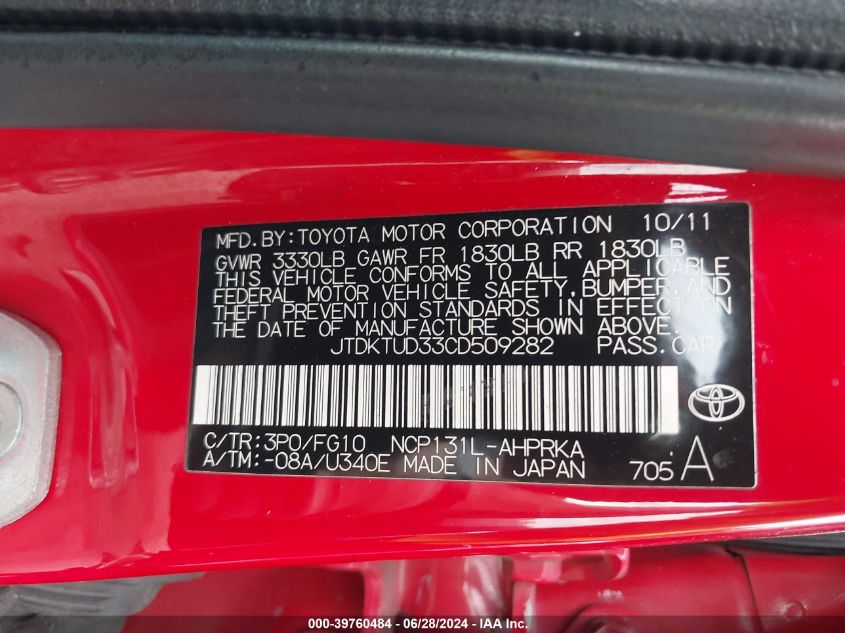 MFD. BY: TOYOTA MOTOR CORPORATION 10/11
GVWR 3330LB GAWR FR 1830LB RR 1830LB
THIS VEHICLE CONFORMS TO ALL APPLICABLE
FEDERAL MOTOR VEHICLE SAFETY, BUMPER, AND
THEFT PREVENTION STANDARDS IN EFFECT ON
THE DATE OF MANUFACTURE SHOWN ABOVE.
JTDKTUD33CD509282 PASS. CAR
C/TR: 3P0/FG10 NCP131L-AHPRKA
A/TM: -08A/U340E MADE IN JAPAN 705 A
000-39760484 - 06/28/2024 - IAA Inc.